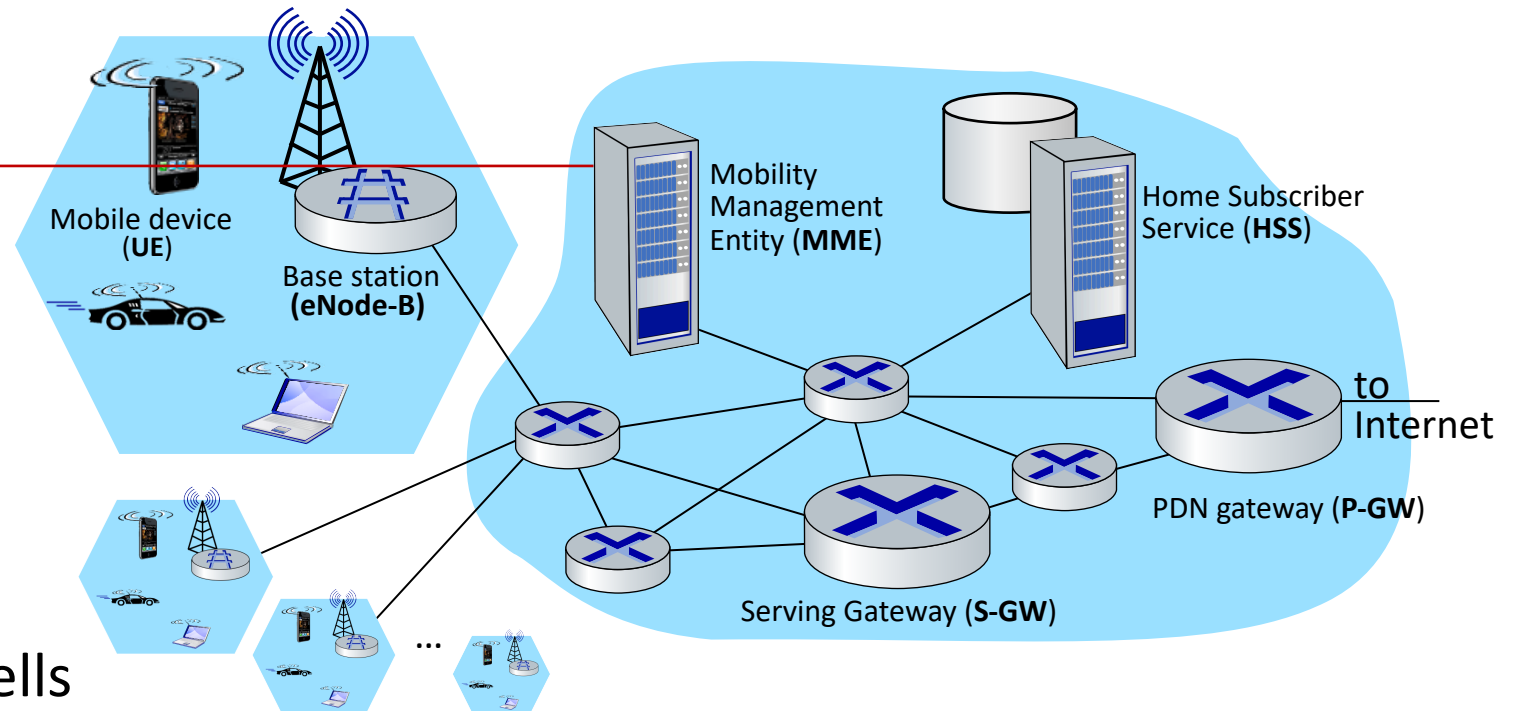 Mobile device
(UE)
Base station
(eNode-B)
Mobility
Management
Entity (MME)
Home Subscriber
Service (HSS)
to
Internet
PDN gateway (P-GW)
Serving Gateway (S-GW)
...
ells